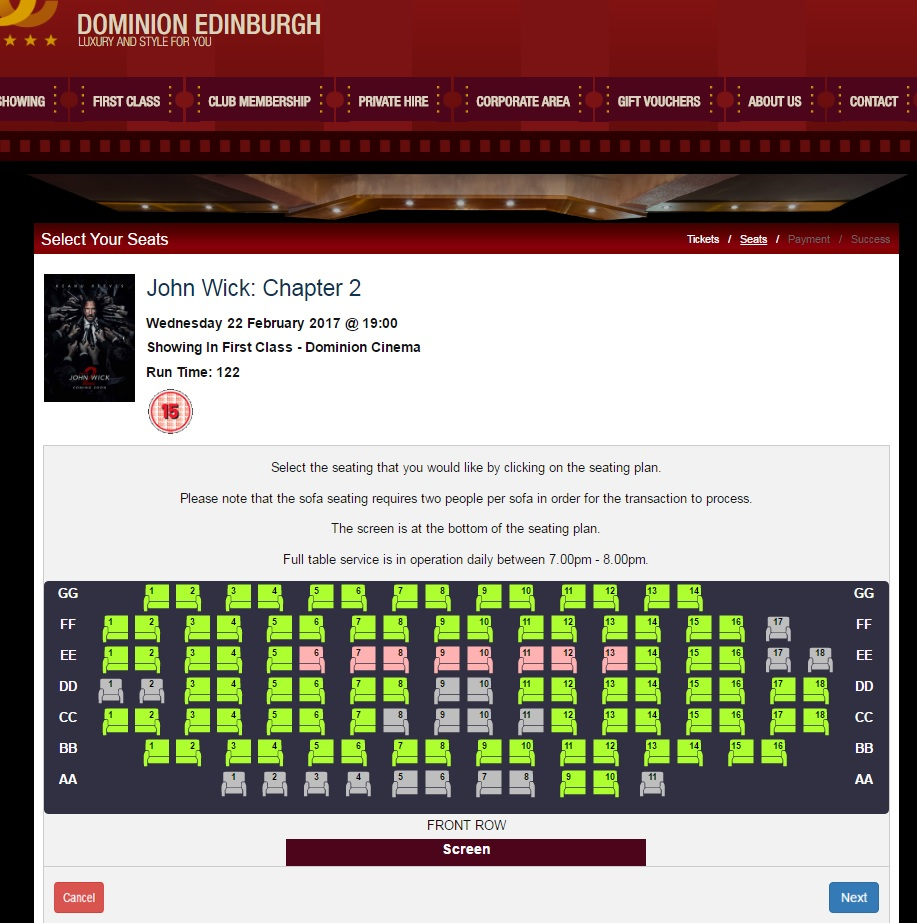 DOMINION EDINBURGH
LUXURY AND STYLE FOR YOU
SHOWING FIRST CLASS CLUB MEMBERSHIP PRIVATE HIRE CORPORATE AREA GIFT VOUCHERS ABOUT US CONTACT
Select Your Seats
Tickets / Seats / Payment / Success
KEANU REEVES
JOHN WICK
2
COMING SOON
John Wick: Chapter 2
Wednesday 22 February 2017 @ 19:00
Showing In First Class - Dominion Cinema
Run Time: 122
15
Select the seating that you would like by clicking on the seating plan.
Please note that the sofa seating requires two people per sofa in order for the transaction to process.
The screen is at the bottom of the seating plan.
Full table service is in operation daily between 7.00pm - 8.00pm.
GG 1 2 3 4 5 6 7 8 9 10 11 12 13 14 GG
FF 1 2 3 4 5 6 7 8 9 10 11 12 13 14 15 16 17 FF
EE 1 2 3 4 5 6 7 8 9 10 11 12 13 14 15 16 17 18 EE
DD 1 2 3 4 5 6 7 8 9 10 11 12 13 14 15 16 17 18 DD
CC 1 2 3 4 5 6 7 8 9 10 11 12 13 14 15 16 17 18 CC
BB 1 2 3 4 5 6 7 8 9 10 11 12 13 14 15 16 BB
AA 1 2 3 4 5 6 7 8 9 10 11 AA
FRONT ROW
Screen
Cancel
Next